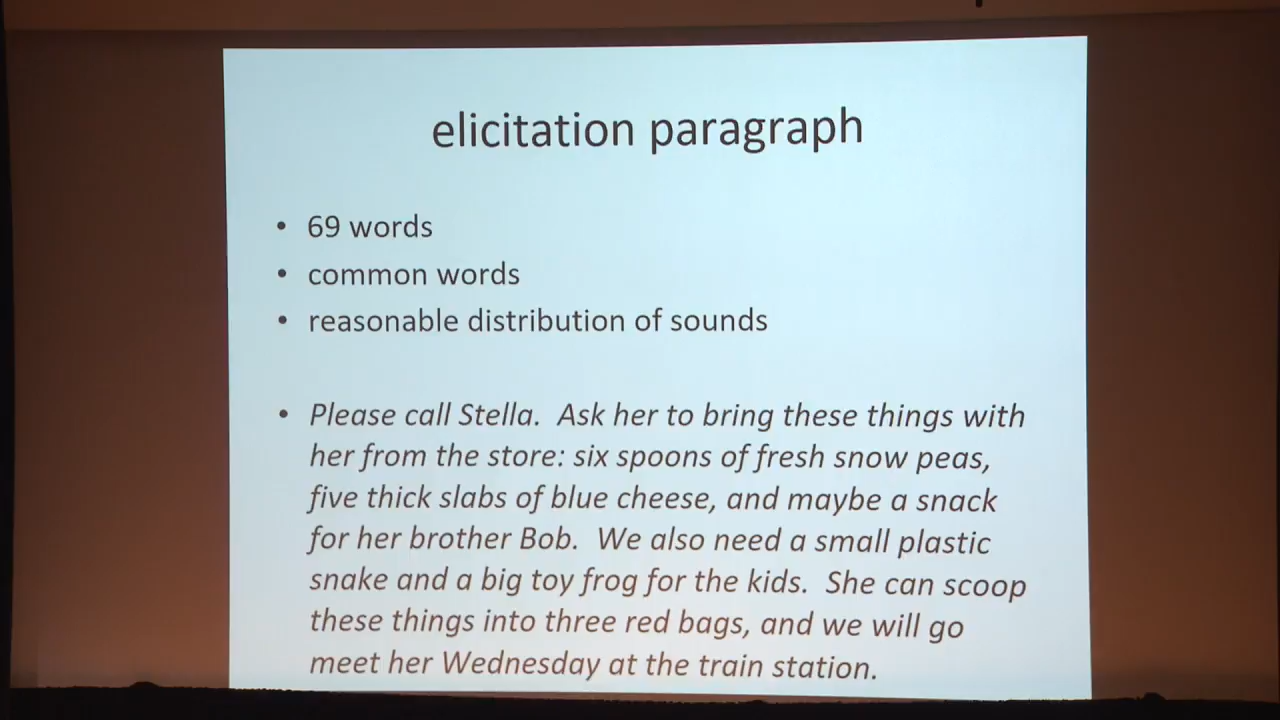 elicitation paragraph
• 69 words
• common words
• reasonable distribution of sounds
• Please call Stella. Ask her to bring these things with
her from the store: six spoons of fresh snow peas,
five thick slabs of blue cheese, and maybe a snack
for her brother Bob. We also need a small plastic
snake and a big toy frog for the kids. She can scoop
these things into three red bags, and we will go
meet her Wednesday at the train station.